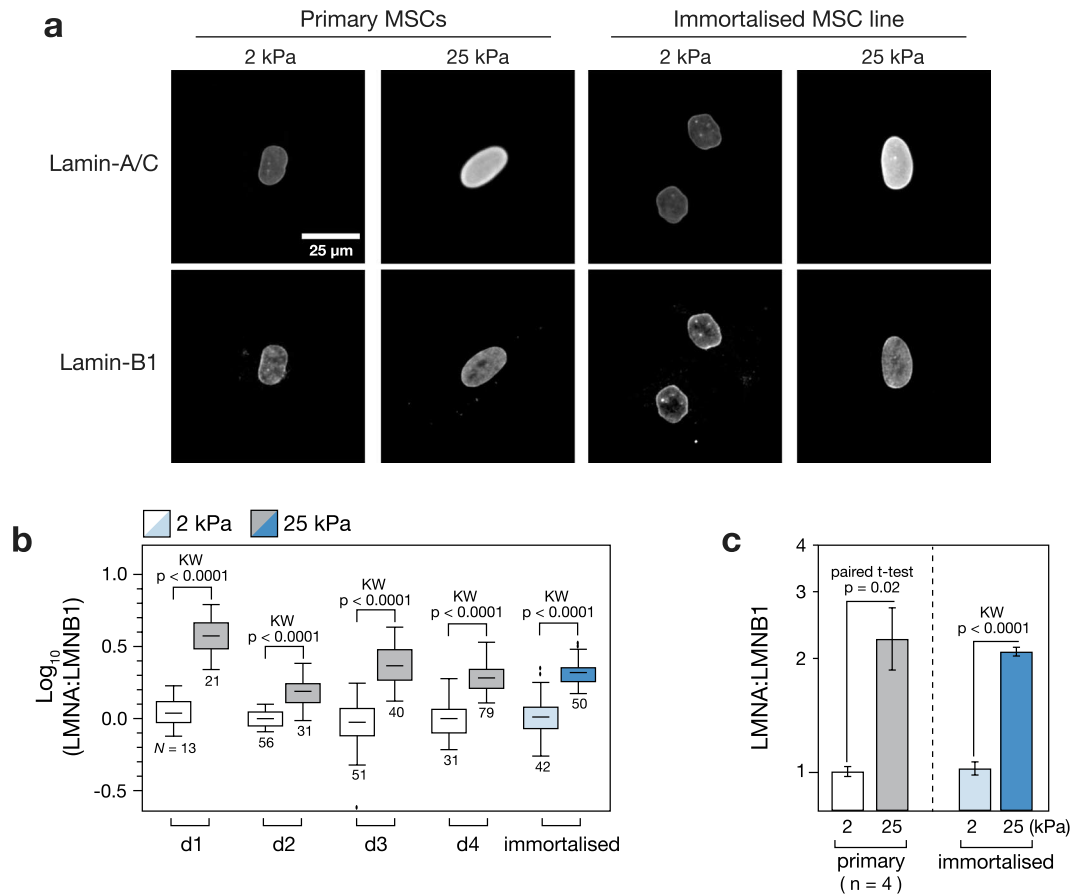 a
Primary MSCs
Immortalised MSC line
2 kPa
25 kPa
2 kPa
25 kPa
Lamin-A/C
25 µm
Lamin-B1
b
2 kPa
25 kPa
Log10
(LMNA:LMNB1)
1.0
0.5
0.0
-0.5
KW
p < 0.0001
KW
p < 0.0001
KW
p < 0.0001
KW
p < 0.0001
KW
p < 0.0001
N = 13
21
56
31
51
40
31
79
42
50
d1
d2
d3
d4
immortalised
c
LMNA:LMNB1
4
3
2
1
paired t-test
p = 0.02
KW
p < 0.0001
2
25
2
25 (kPa)
primary
( n = 4 )
immortalised